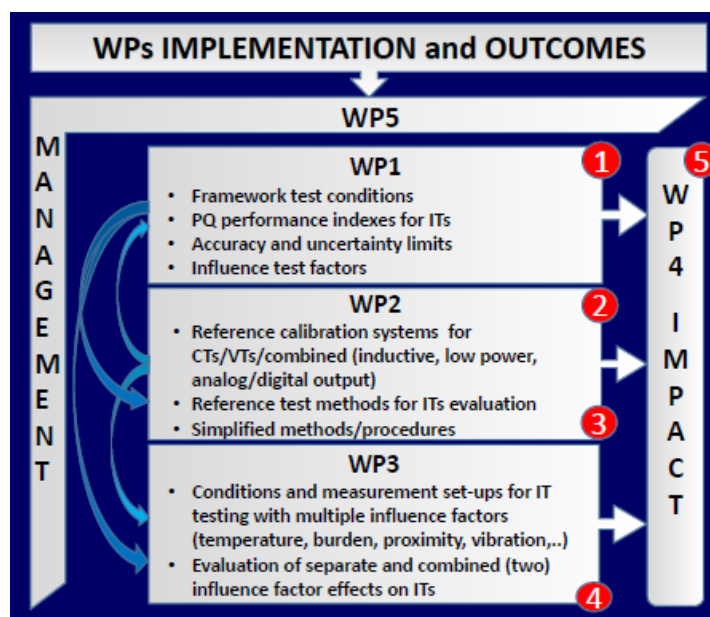 WPs IMPLEMENTATION and OUTCOMES
WP5
MANAGEMENT
WP1
1
• Framework test conditions
• PQ performance indexes for ITs
• Accuracy and uncertainty limits
• Influence test factors
WP2
2
• Reference calibration systems for
CTs/VTs/combined (inductive, low power,
analog/digital output)
• Reference test methods for ITs evaluation
• Simplified methods/procedures
3
WP3
• Conditions and measurement set-ups for IT
testing with multiple influence factors
(temperature, burden, proximity, vibration,..)
• Evaluation of separate and combined (two)
influence factor effects on ITs
4
5
WP4 IMPACT